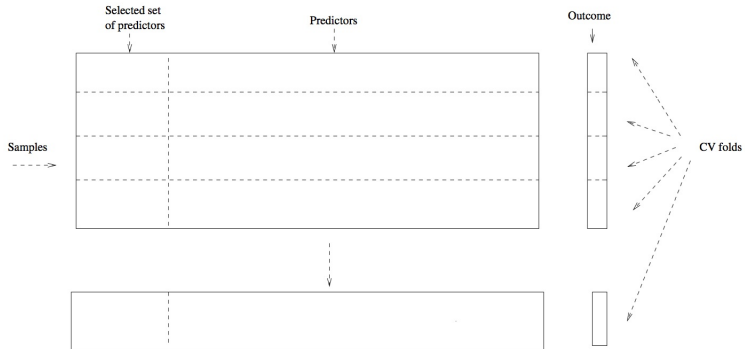 Selected set
of predictors
Predictors
Outcome
Samples
CV folds